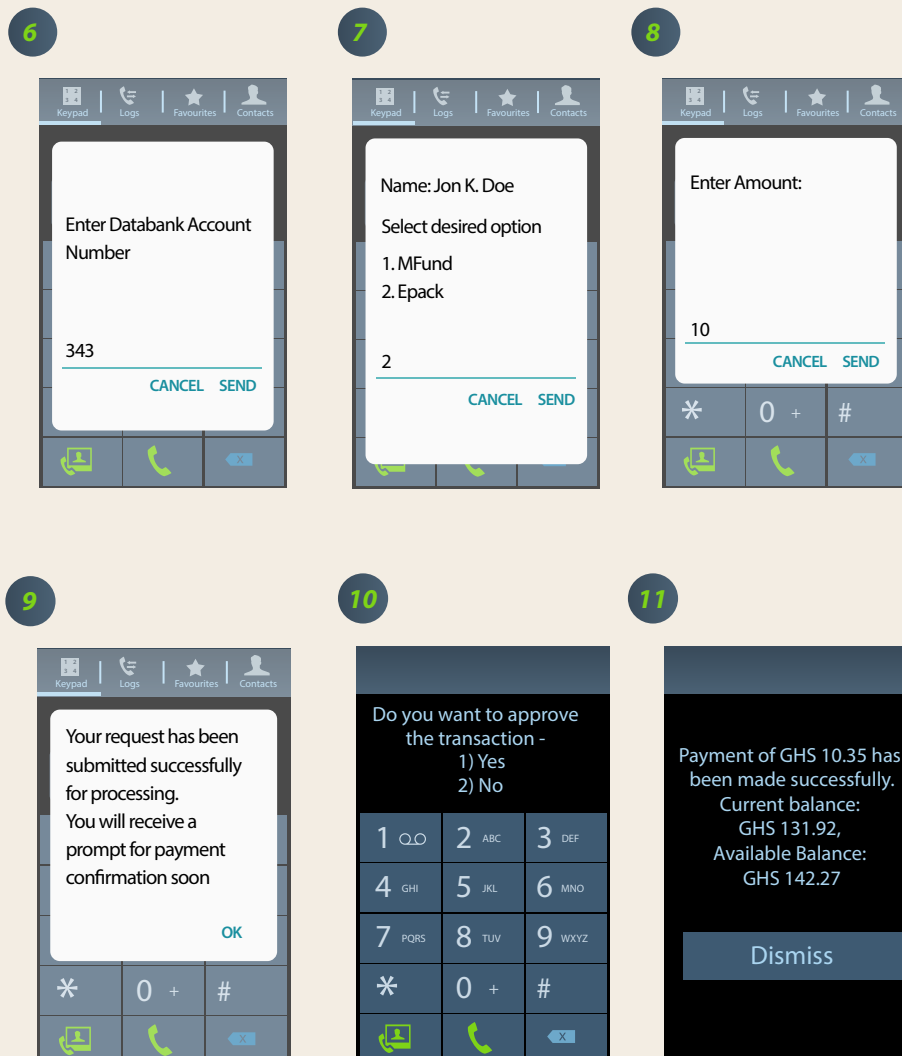 6
Keypad Logs Favourites Contacts
Enter Databank Account
Number
343
CANCEL SEND
7
Keypad Logs Favourites Contacts
Name: Jon K. Doe
Select desired option
1. MFund
2. Epack
2
CANCEL SEND
8
Keypad Logs Favourites Contacts
Enter Amount:
10
CANCEL SEND
* 0 + #
X
9
Keypad Logs Favourites Contacts
Your request has been
submitted successfully
for processing.
You will receive a
prompt for payment
confirmation soon
OK
* 0 + #
X
10
Do you want to approve
the transaction -
1) Yes
2) No
1 2 ABC 3 DEF
4 GHI 5 JKL 6 MNO
7 PQRS 8 TUV 9 WXYZ
* 0 + #
X
11
Payment of GHS 10.35 has
been made successfully.
Current balance:
GHS 131.92,
Available Balance:
GHS 142.27
Dismiss